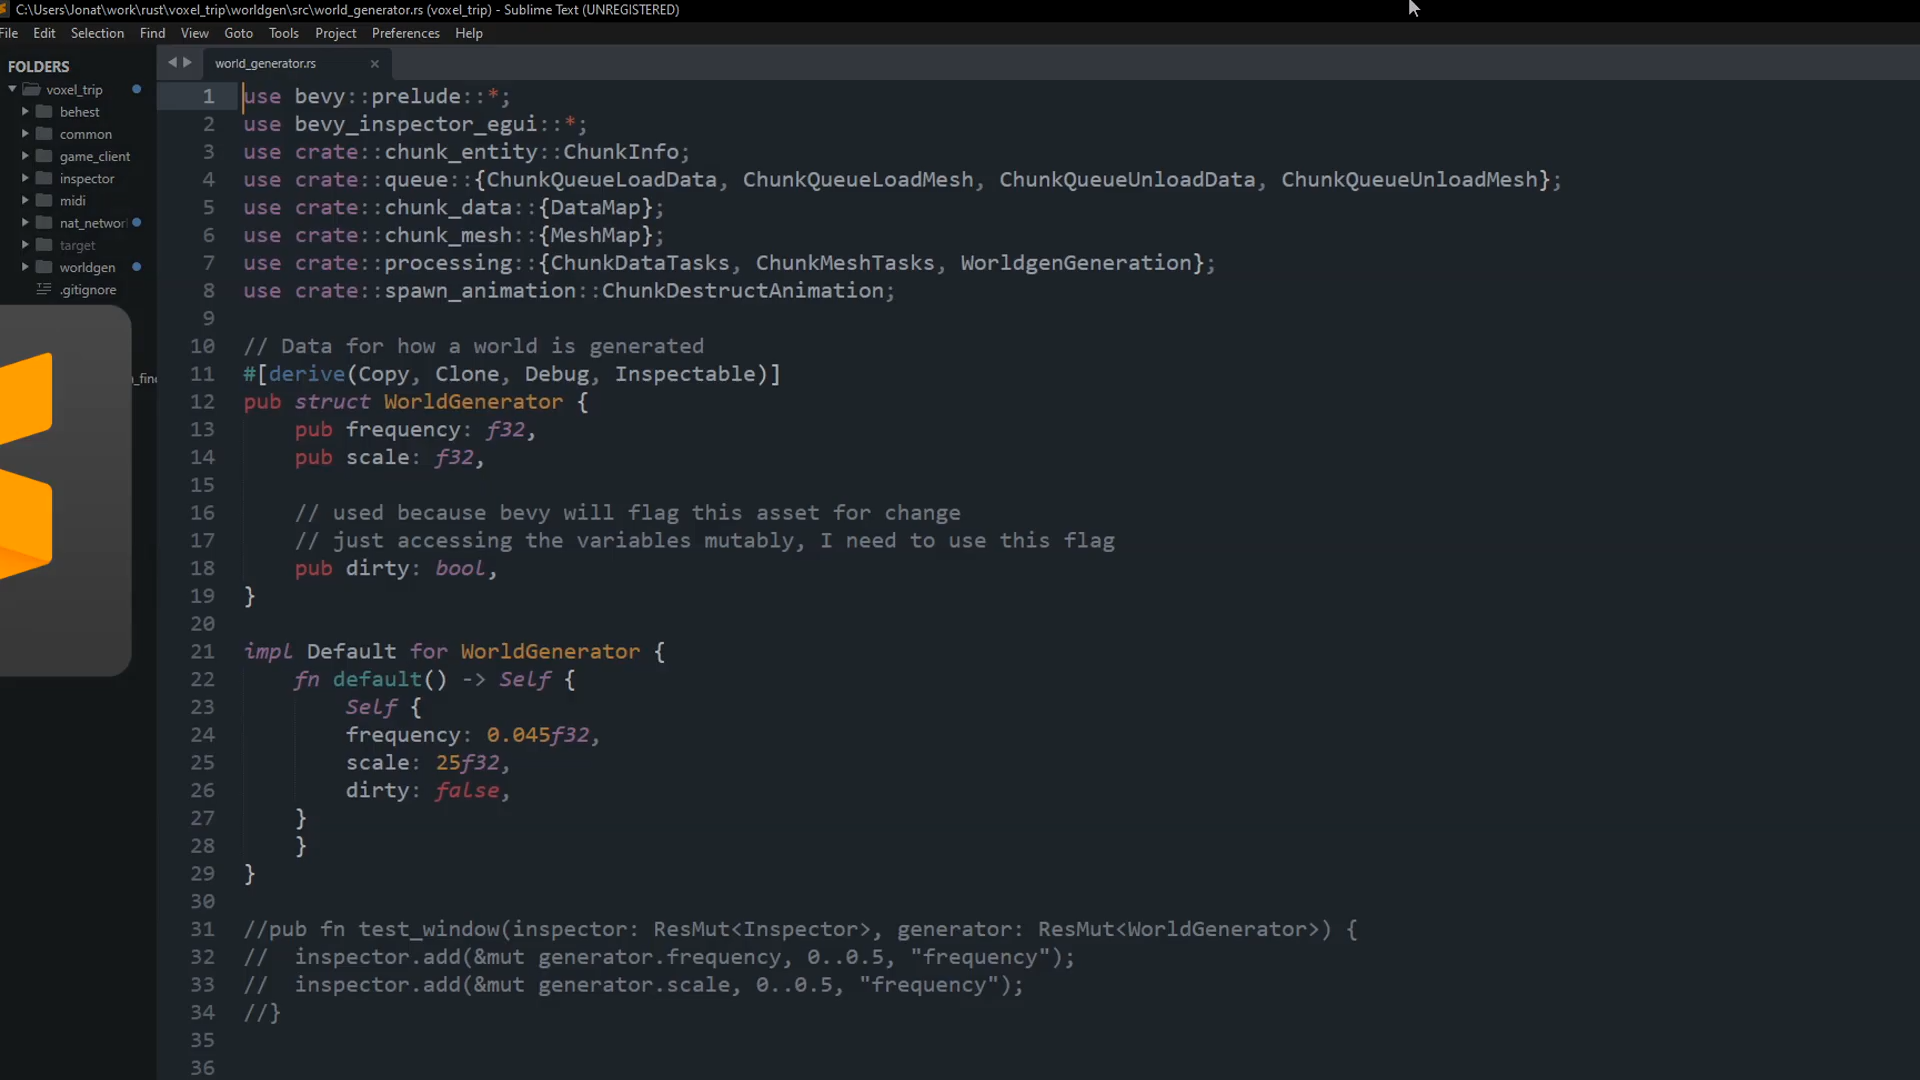 C:\Users\Jonat\work\rust\voxel_trip\worldgen\src\world_generator.rs (voxel_trip) - Sublime Text (UNREGISTERED)
File Edit Selection Find View Goto Tools Project Preferences Help
FOLDERS
voxel_trip
behest
common
game_client
inspector
midi
nat_networ
target
worldgen
.gitignore
_find
world_generator.rs
1 use bevy::prelude::*;
2 use bevy_inspector_egui::*;
3 use crate::chunk_entity::ChunkInfo;
4 use crate::queue::{ChunkQueueLoadData, ChunkQueueLoadMesh, ChunkQueueUnloadData, ChunkQueueUnloadMesh};
5 use crate::chunk_data::{DataMap};
6 use crate::chunk_mesh::{MeshMap};
7 use crate::processing::{ChunkDataTasks, ChunkMeshTasks, WorldgenGeneration};
8 use crate::spawn_animation::ChunkDestructAnimation;
9
10 // Data for how a world is generated
11 #[derive(Copy, Clone, Debug, Inspectable)]
12 pub struct WorldGenerator {
13 pub frequency: f32,
14 pub scale: f32,
15
16 // used because bevy will flag this asset for change
17 // just accessing the variables mutably, I need to use this flag
18 pub dirty: bool,
19 }
20
21 impl Default for WorldGenerator {
22 fn default() -> Self {
23 Self {
24 frequency: 0.045f32,
25 scale: 25f32,
26 dirty: false,
27 }
28 }
29 }
30
31 //pub fn test_window(inspector: ResMut<Inspector>, generator: ResMut<WorldGenerator>) {
32 // inspector.add(&mut generator.frequency, 0..0.5, "frequency");
33 // inspector.add(&mut generator.scale, 0..0.5, "frequency");
34 //}
35
36